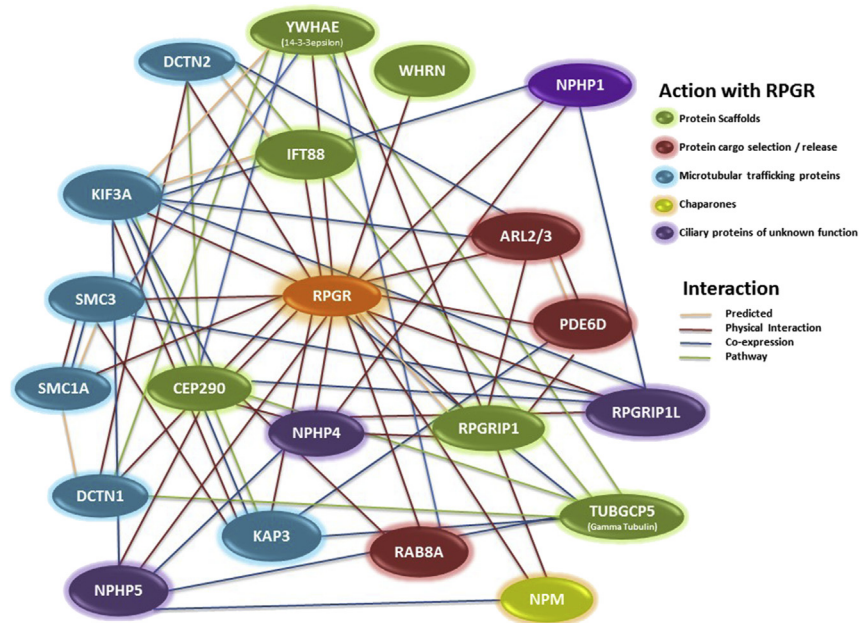 YWHAE
(14-3-3epsilon)
DCTN2
WHRN
NPHP1
IFT88
KIF3A
ARL2/3
SMC3
RPGR
PDE6D
SMC1A
CEP290
NPHP4
RPGRIP1
RPGRIP1L
DCTN1
KAP3
TUBGCP5
(Gamma Tubulin)
RAB8A
NPHP5
NPM
Action with RPGR
Protein Scaffolds
Protein cargo selection / release
Microtubular trafficking proteins
Chaparones
Ciliary proteins of unknown function
Interaction
Predicted
Physical Interaction
Co-expression
Pathway